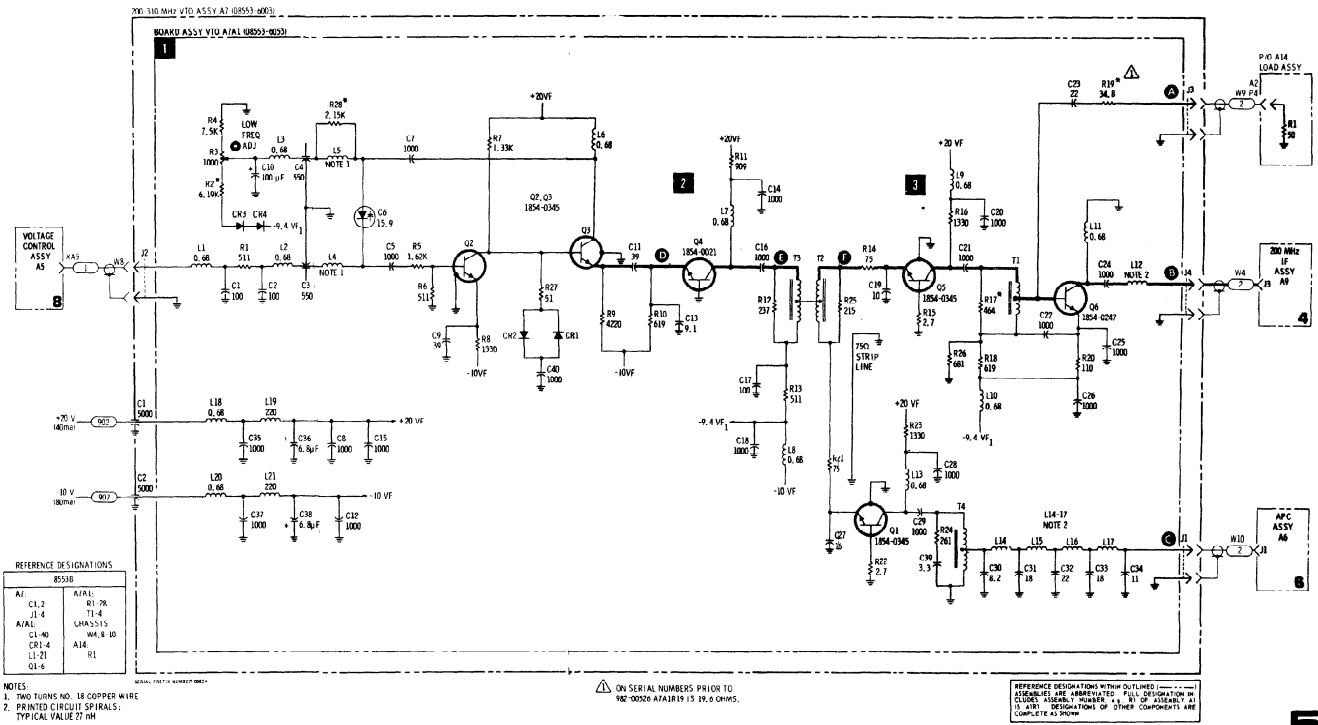 200-310 MHz VTO ASSY A7 (08553-6003)
BOARD ASSY VTO A7A1 (08553-6053)
1
R4
7.5K
LOW
FREQ
ADJ
R3
1000
R2*
6.19K
C10
100 µF
L3
0.68
C4
550
R28*
2.15K
L5
NOTE 1
CR3
CR4
-9.4 VF1
C6
15.9
C7
1000
+20VF
R7
1.33K
L6
0.68
Q2, Q3
1854-0345
VOLTAGE
CONTROL
ASSY
A5
8
XA5
1
W8
J2
L1
0.68
R1
511
L2
0.68
C1
100
C2
100
C3
550
L4
NOTE 1
C5
1000
R5
1.62K
R6
511
Q2
C9
39
R8
1330
-10VF
R27
51
CR2
CR1
C40
1000
Q3
C11
39
D
R9
4220
R10
619
C13
9.1
-10VF
2
+20VF
R11
909
C14
1000
L7
0.68
Q4
1854-0021
C16
1000
E
T3
R12
237
T2
F
R25
215
R14
75
C19
10
75Ω
STRIP
LINE
C17
100
R13
511
-9.4 VF1
C18
1000
L8
0.68
-10 VF
3
+20 VF
L9
0.68
R16
1330
C20
1000
Q5
1854-0345
R15
2.7
C21
1000
T1
R17*
464
R26
681
R18
619
L10
0.68
-9.4 VF1
C22
1000
Q6
1854-0247
L11
0.68
C24
1000
L12
NOTE 2
C25
1000
R20
110
C26
1000
C23
22
R19*
34.8
A
J3
A2
W9 P4
2
P/O A14
LOAD ASSY
R1
50
B
J4
W4
2
J3
200 MHz
IF
ASSY
A9
4
75
C27
Q1
1854-0345
R22
2.7
+20 VF
R23
1330
L13
0.68
C28
1000
C29
1000
R24
261
C39
3.3
T4
L14-17
NOTE 2
L14
L15
L16
L17
C30
8.2
C31
18
C32
22
C33
18
C34
11
C
J1
W10
2
J1
APC
ASSY
A6
6
+20 V
(40ma)
902
C1
5000
L18
0.68
L19
220
C35
1000
C36
6.8µF
C8
1000
C15
1000
+20 VF
-10 V
(80ma)
907
C2
5000
L20
0.68
L21
220
C37
1000
C38
6.8µF
C12
1000
-10 VF
REFERENCE DESIGNATIONS
8553B
A7:
C1,2
J1-4
A7A1:
C1-40
CR1-4
L1-21
Q1-6
A7A1:
R1-28
T1-4
CHASSIS
W4, 8-10
A14:
R1
NOTES:
1. TWO TURNS NO. 18 COPPER WIRE
2. PRINTED CIRCUIT SPIRALS:
TYPICAL VALUE 27 nH
SERIAL PREFIX NUMBER
ON SERIAL NUMBERS PRIOR TO
982-00526 A7A1R19 IS 19.6 OHMS.
REFERENCE DESIGNATIONS WITHIN OUTLINED (— - — -)
ASSEMBLIES ARE ABBREVIATED. FULL DESIGNATION IN-
CLUDES ASSEMBLY NUMBER, e.g., R1 OF ASSEMBLY A1
IS A1R1. DESIGNATIONS OF OTHER COMPONENTS ARE
COMPLETE AS SHOWN
5